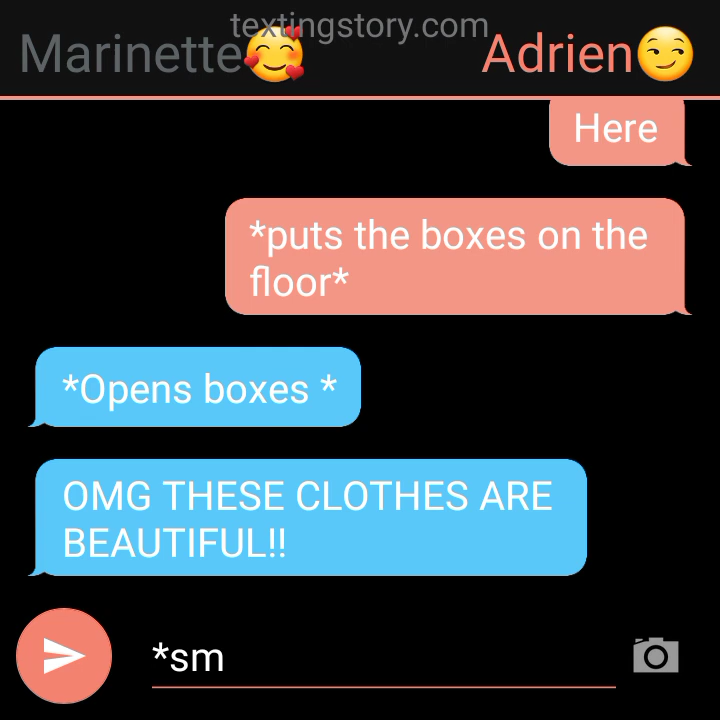 textingstory.com
Marinette🥰 Adrien😏
Here
*puts the boxes on the
floor*
*Opens boxes *
OMG THESE CLOTHES ARE
BEAUTIFUL!!
*sm